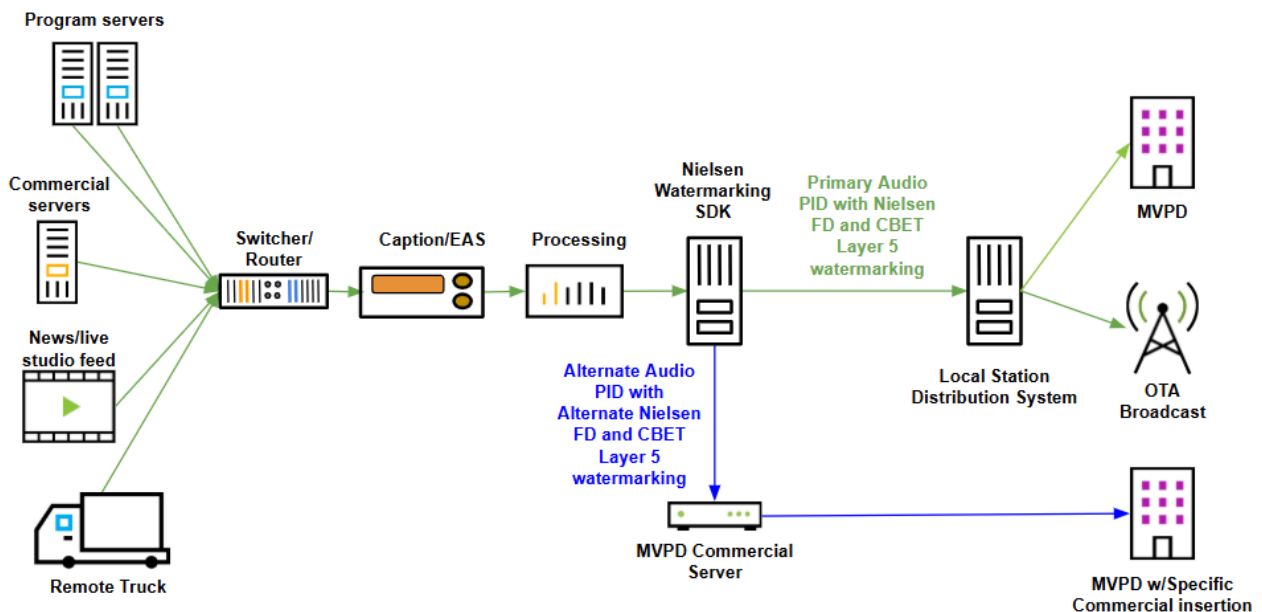 Program servers
Commercial
servers
News/live
studio feed
Remote Truck
Switcher/
Router
Caption/EAS
Processing
Nielsen
Watermarking
SDK
Primary Audio
PID with Nielsen
FD and CBET
Layer 5
watermarking
Alternate Audio
PID with
Alternate Nielsen
FD and CBET
Layer 5
watermarking
Local Station
Distribution System
MVPD
OTA
Broadcast
MVPD Commercial
Server
MVPD w/Specific
Commercial insertion